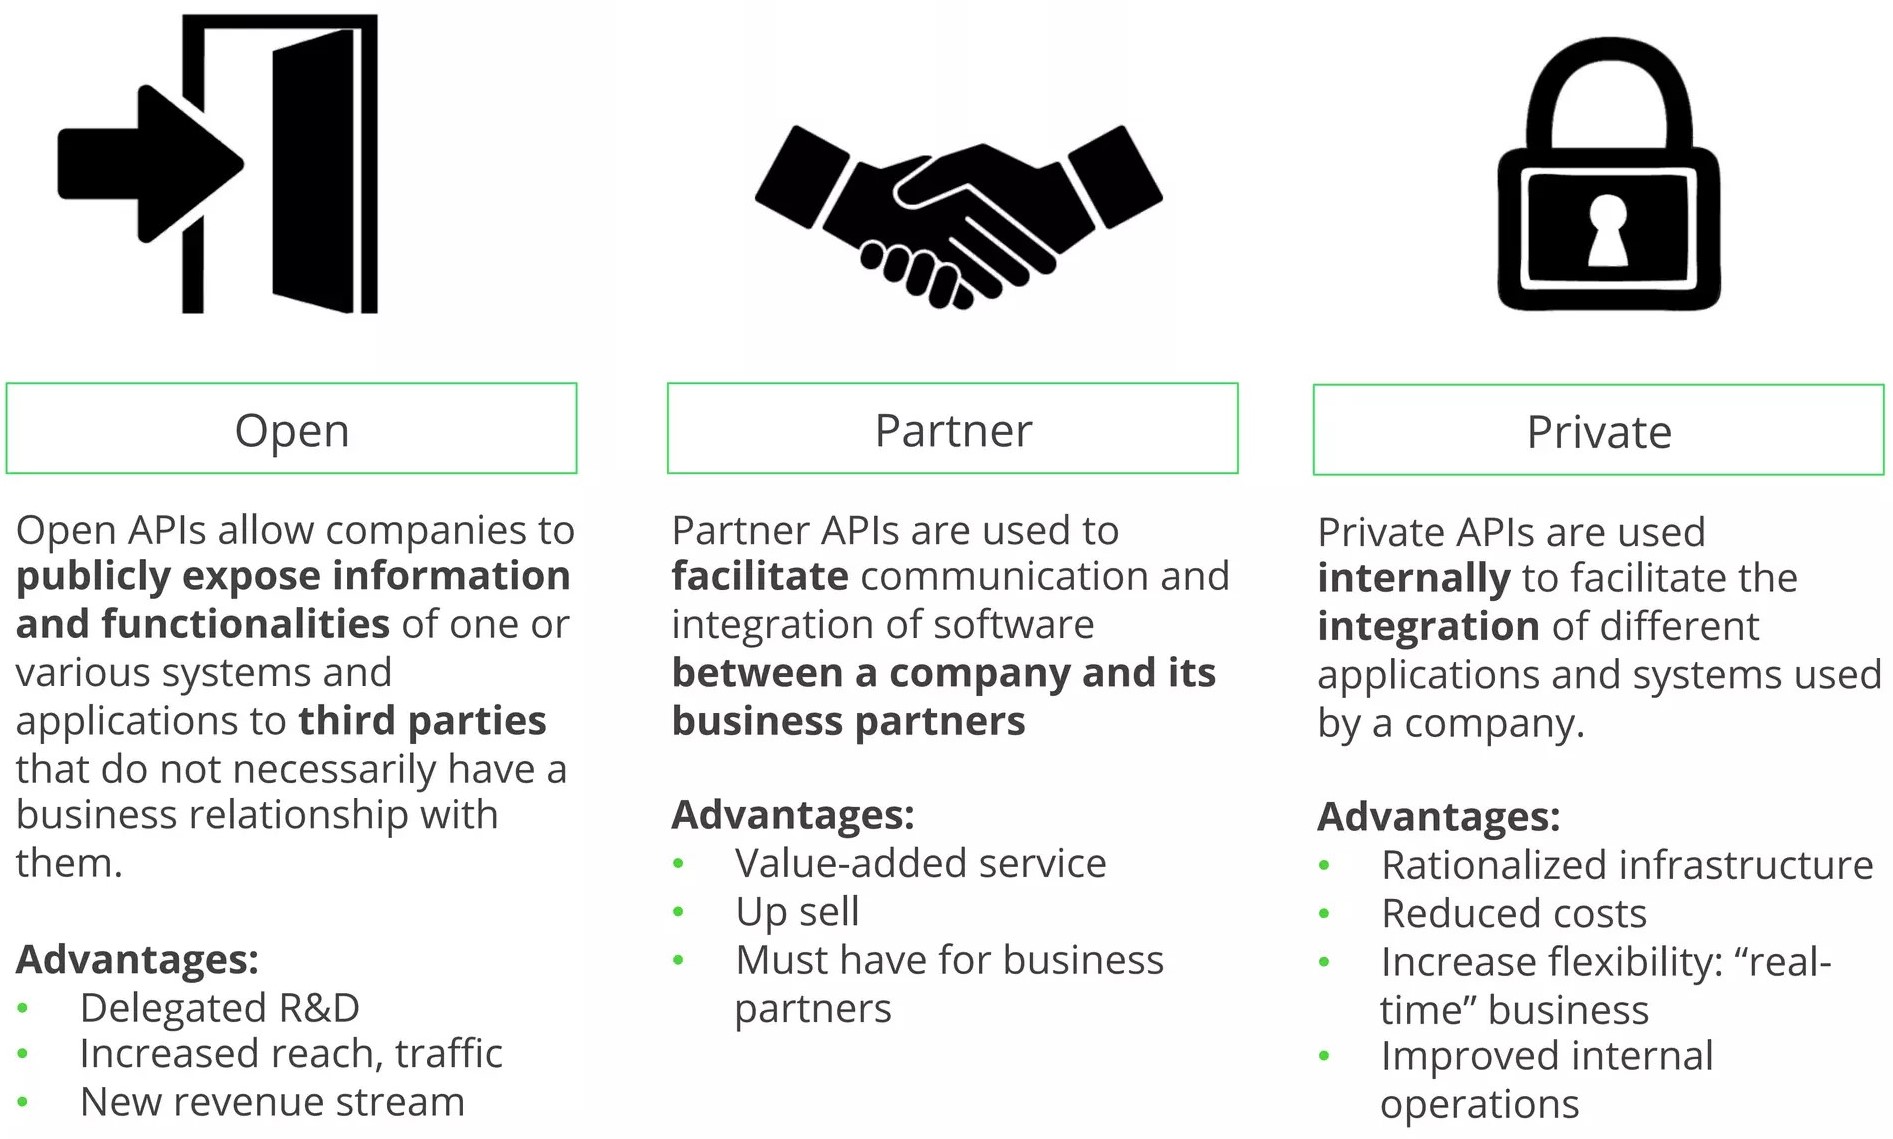 Open
Open APIs allow companies to
publicly expose information
and functionalities of one or
various systems and
applications to third parties
that do not necessarily have a
business relationship with
them.
Advantages:
• Delegated R&D
• Increased reach, traffic
• New revenue stream
Partner
Partner APIs are used to
facilitate communication and
integration of software
between a company and its
business partners
Advantages:
• Value-added service
• Up sell
• Must have for business
partners
Private
Private APIs are used
internally to facilitate the
integration of different
applications and systems used
by a company.
Advantages:
• Rationalized infrastructure
• Reduced costs
• Increase flexibility: “real-
time” business
• Improved internal
operations